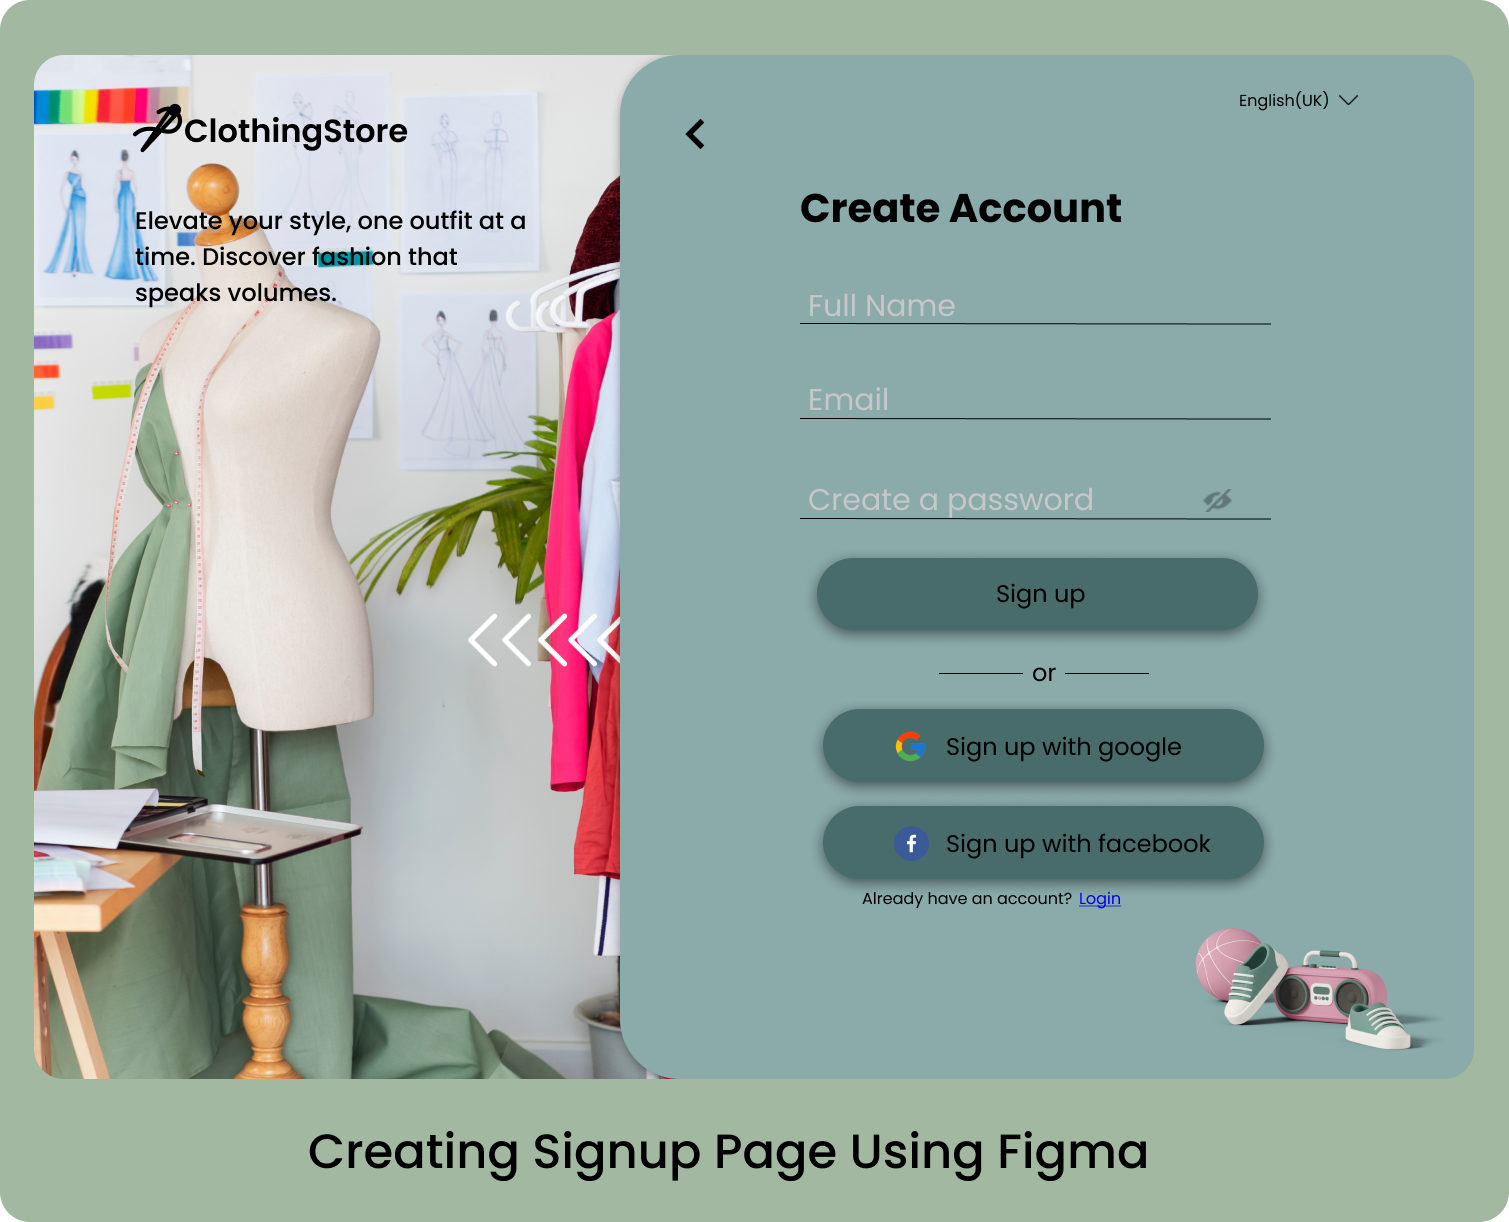 ClothingStore
Elevate your style, one outfit at a
time. Discover fashion that
speaks volumes.
English(UK)
Create Account
Full Name
Email
Create a password
Sign up
or
Sign up with google
Sign up with facebook
Already have an account? Login
Creating Signup Page Using Figma